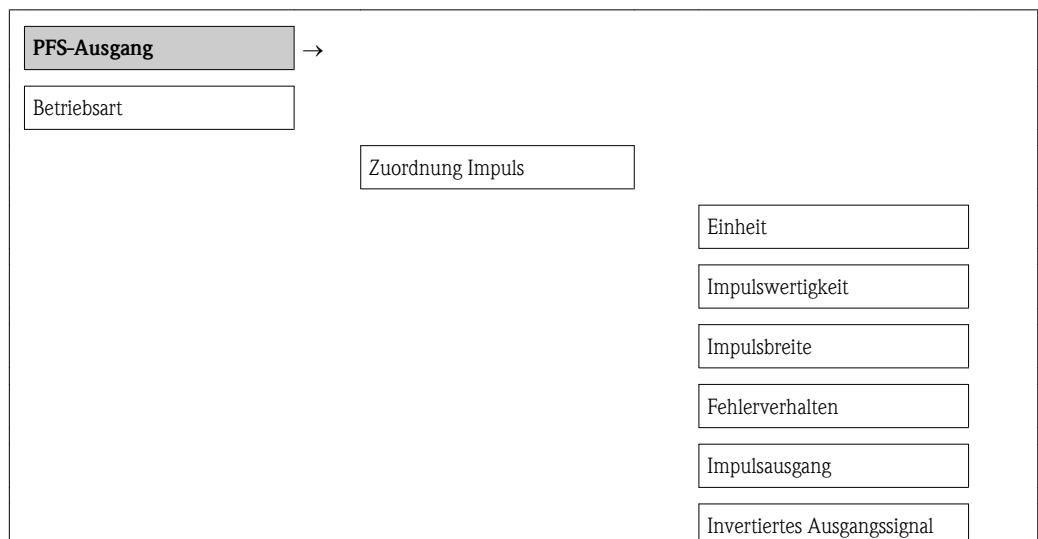 PFS-Ausgang →
Betriebsart
Zuordnung Impuls
Einheit
Impulswertigkeit
Impulsbreite
Fehlerverhalten
Impulsausgang
Invertiertes Ausgangssignal